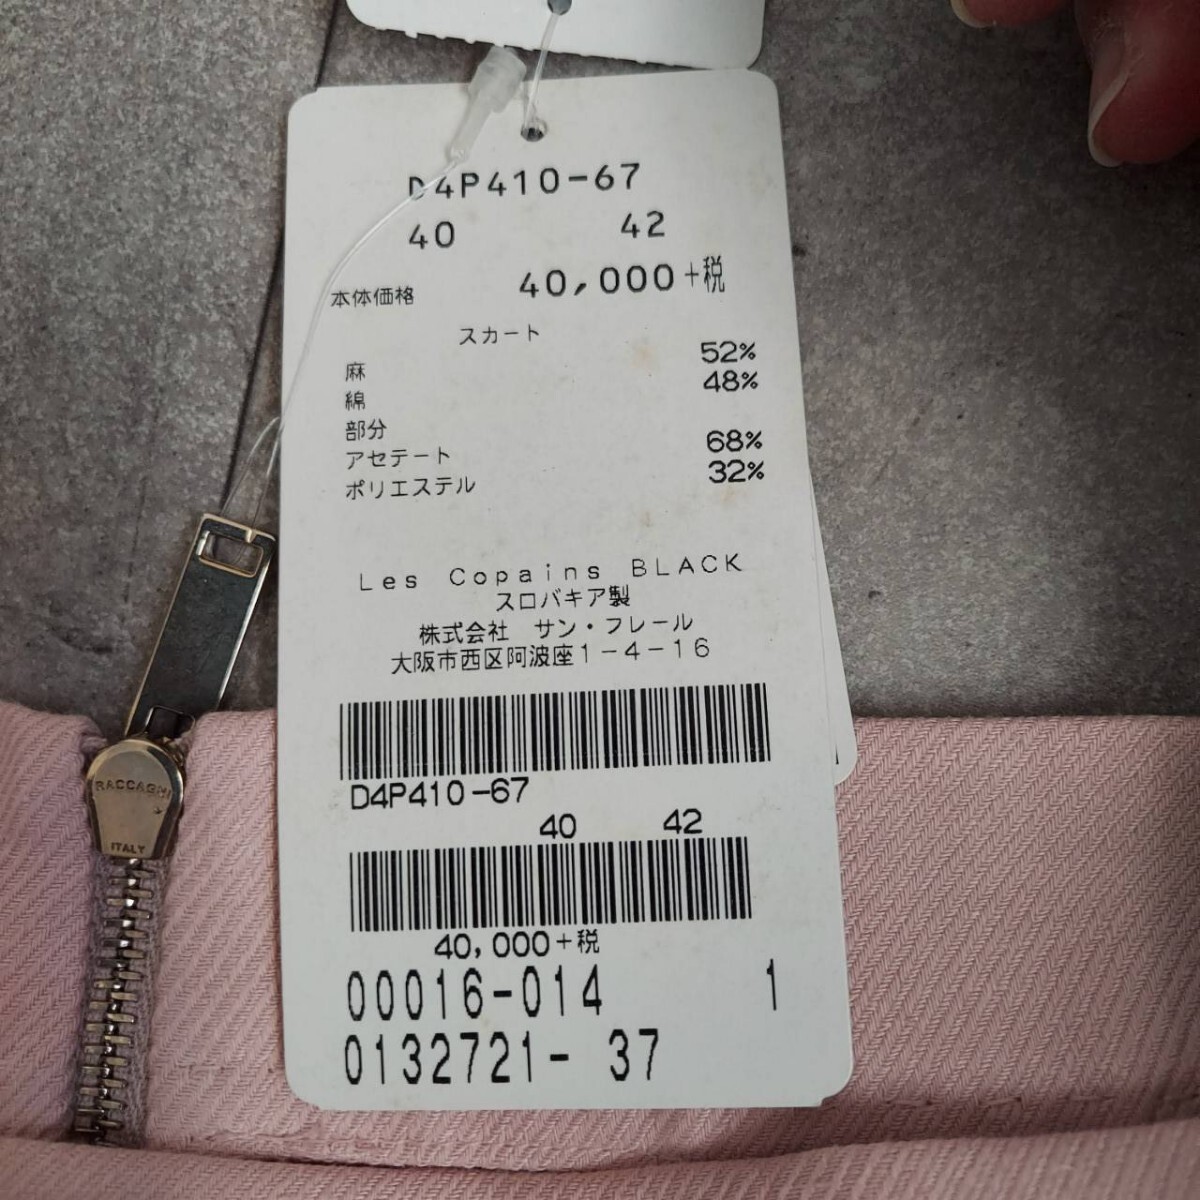 D4P410-67
40 42
本体価格 40,000+税
スカート
麻 52%
綿 48%
部分
アセテート 68%
ポリエステル 32%
Les Copains BLACK
スロバキア製
株式会社 サン・フレール
大阪市西区阿波座1-4-16
D4P410-67
40 42
40,000+税
00016-014 1
0132721- 37
RACCAGNI
ITALY